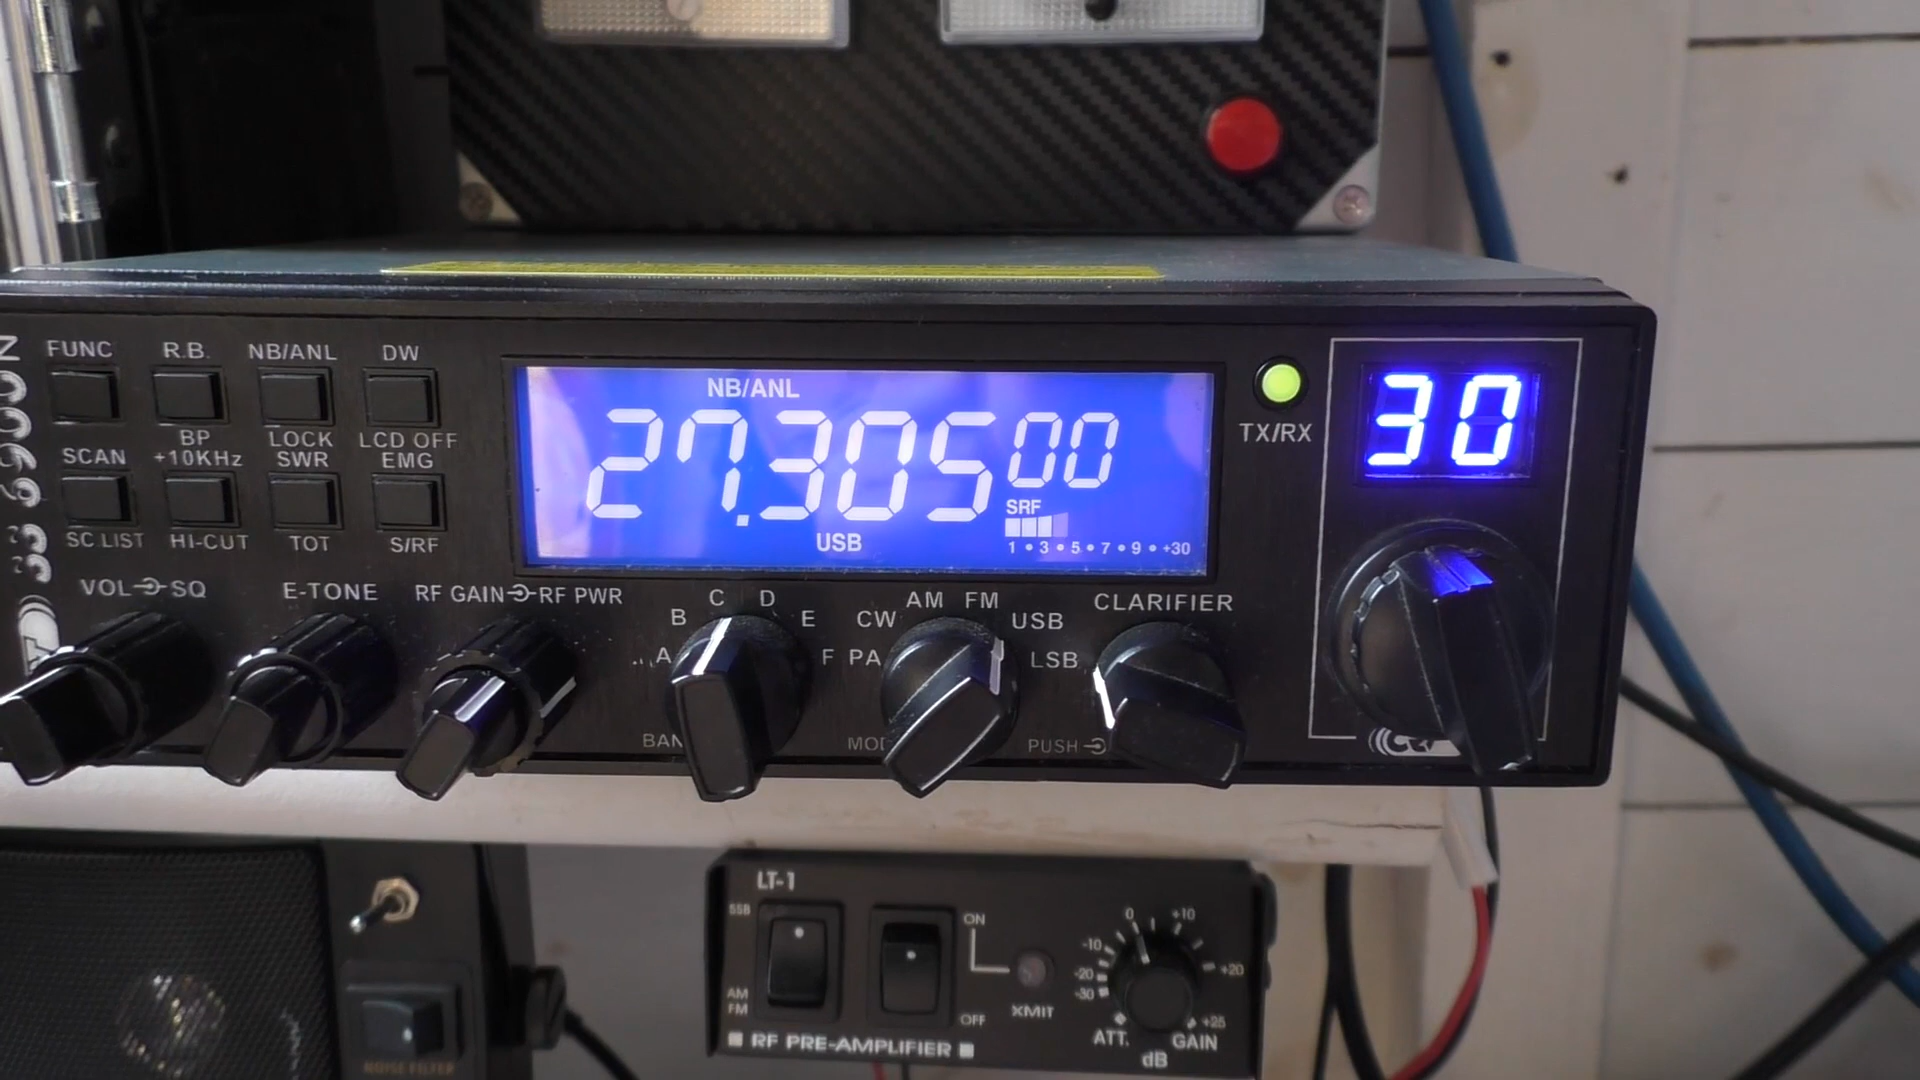 FUNC R.B. NB/ANL DW
SCAN BP +10KHz LOCK SWR LCD OFF EMG
SC.LIST HI-CUT TOT S/RF
NB/ANL
27.305 00
SRF
1 • 3 • 5 • 7 • 9 • +30
USB
TX/RX
30
VOL SQ E-TONE RF GAIN RF PWR
A B C D E F
PA CW AM FM USB LSB
CLARIFIER
PUSH
LT-1
SSB
AM
FM
ON
OFF
XMIT
-30 -20 -10 0 +10 +20 +25
ATT. GAIN
dB
RF PRE-AMPLIFIER
NOISE FILTER